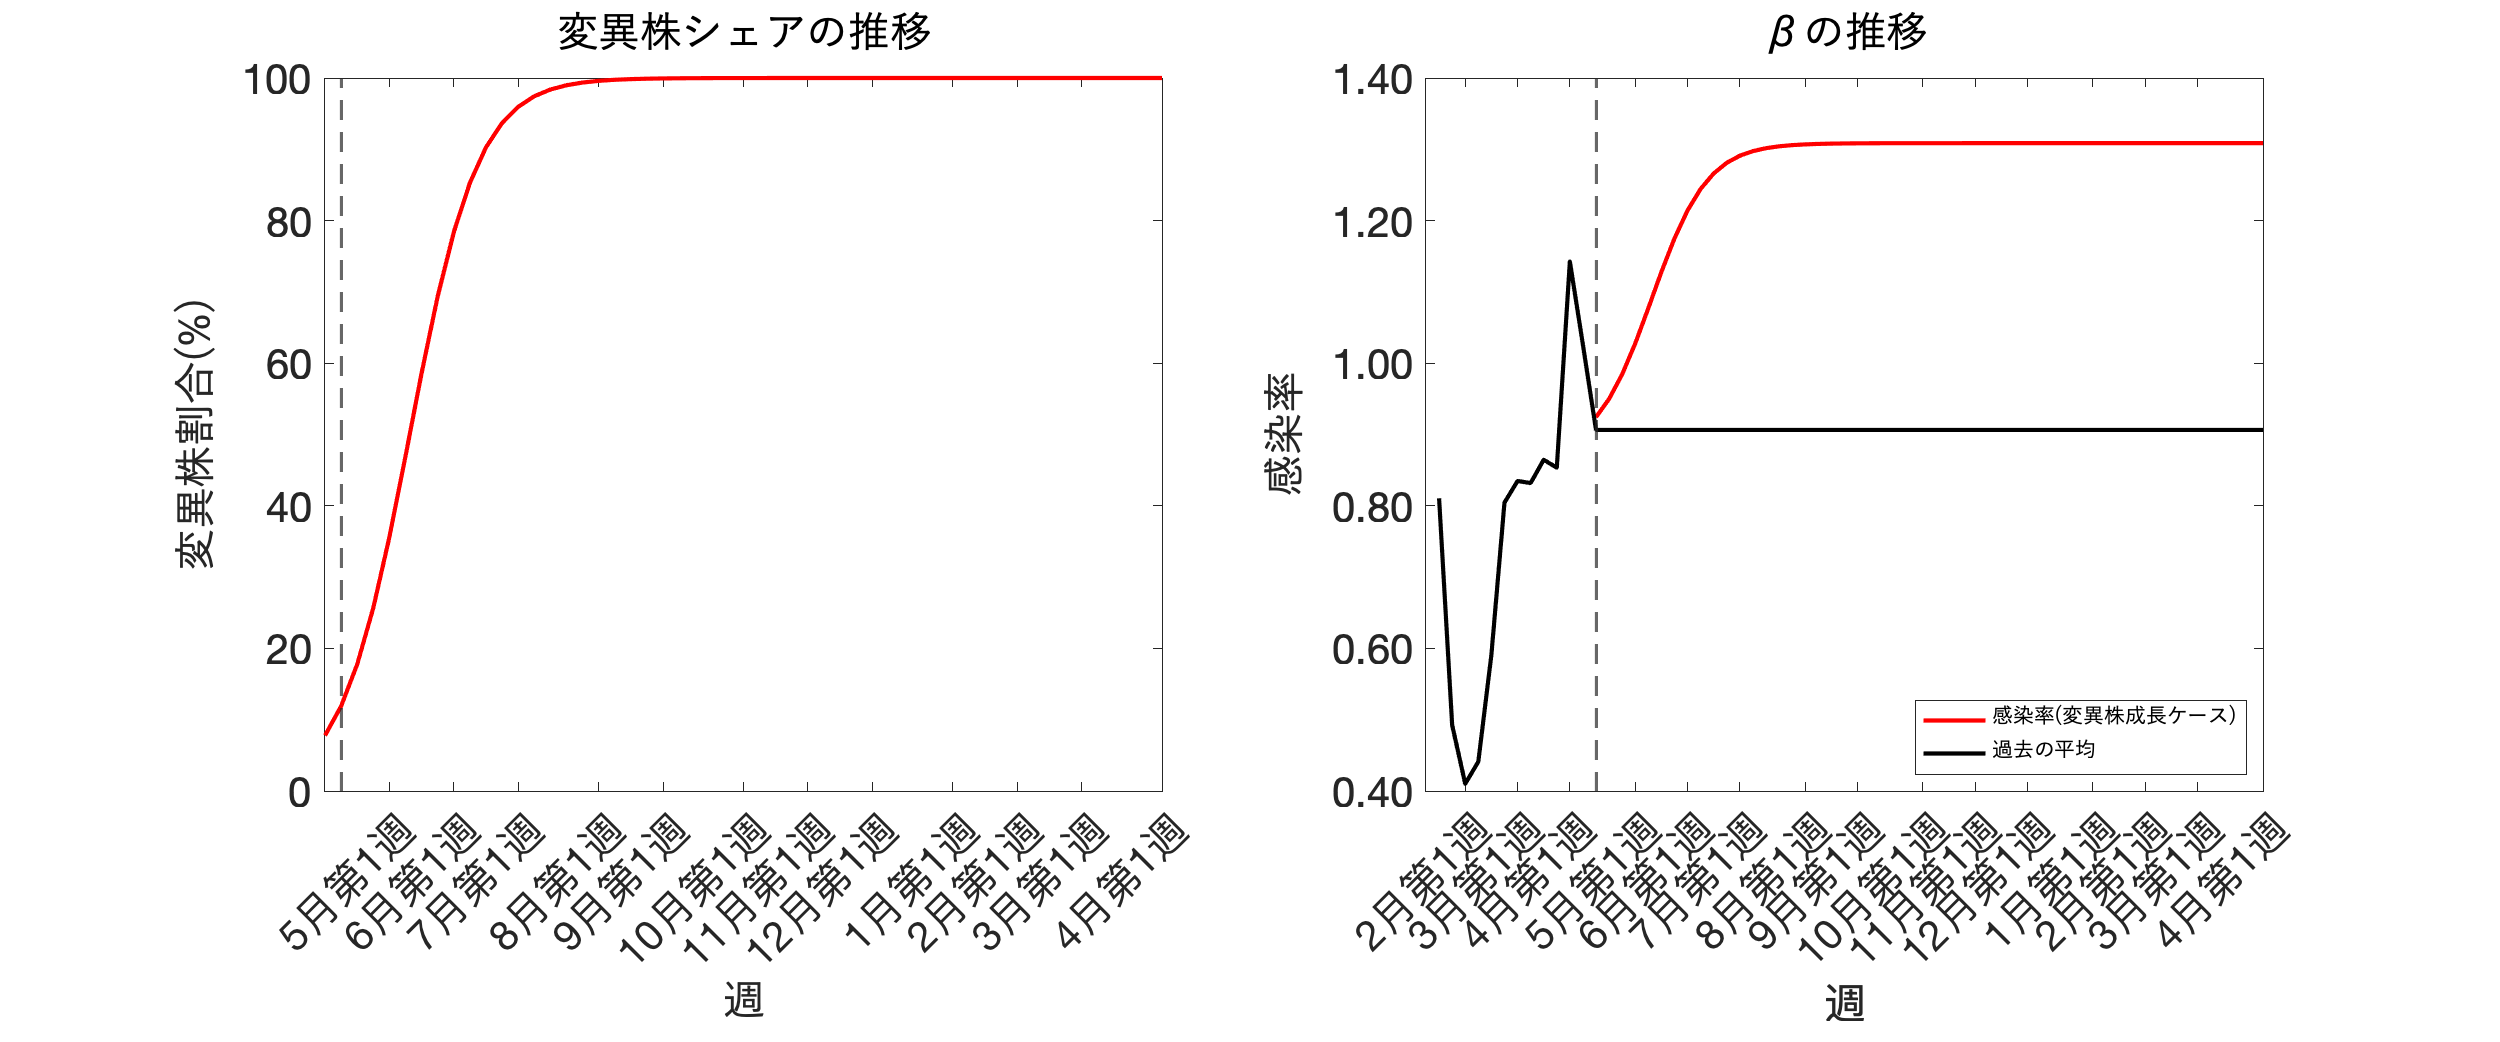 変異株シェアの推移
変異株割合(%)
100
80
60
40
20
0
5月第1週
6月第1週
7月第1週
8月第1週
9月第1週
10月第1週
11月第1週
12月第1週
1月第1週
2月第1週
3月第1週
4月第1週
週
βの推移
感染率
1.40
1.20
1.00
0.80
0.60
0.40
感染率(変異株成長ケース)
過去の平均
2月第1週
3月第1週
4月第1週
5月第1週
6月第1週
7月第1週
8月第1週
9月第1週
10月第1週
11月第1週
12月第1週
1月第1週
2月第1週
3月第1週
4月第1週
週